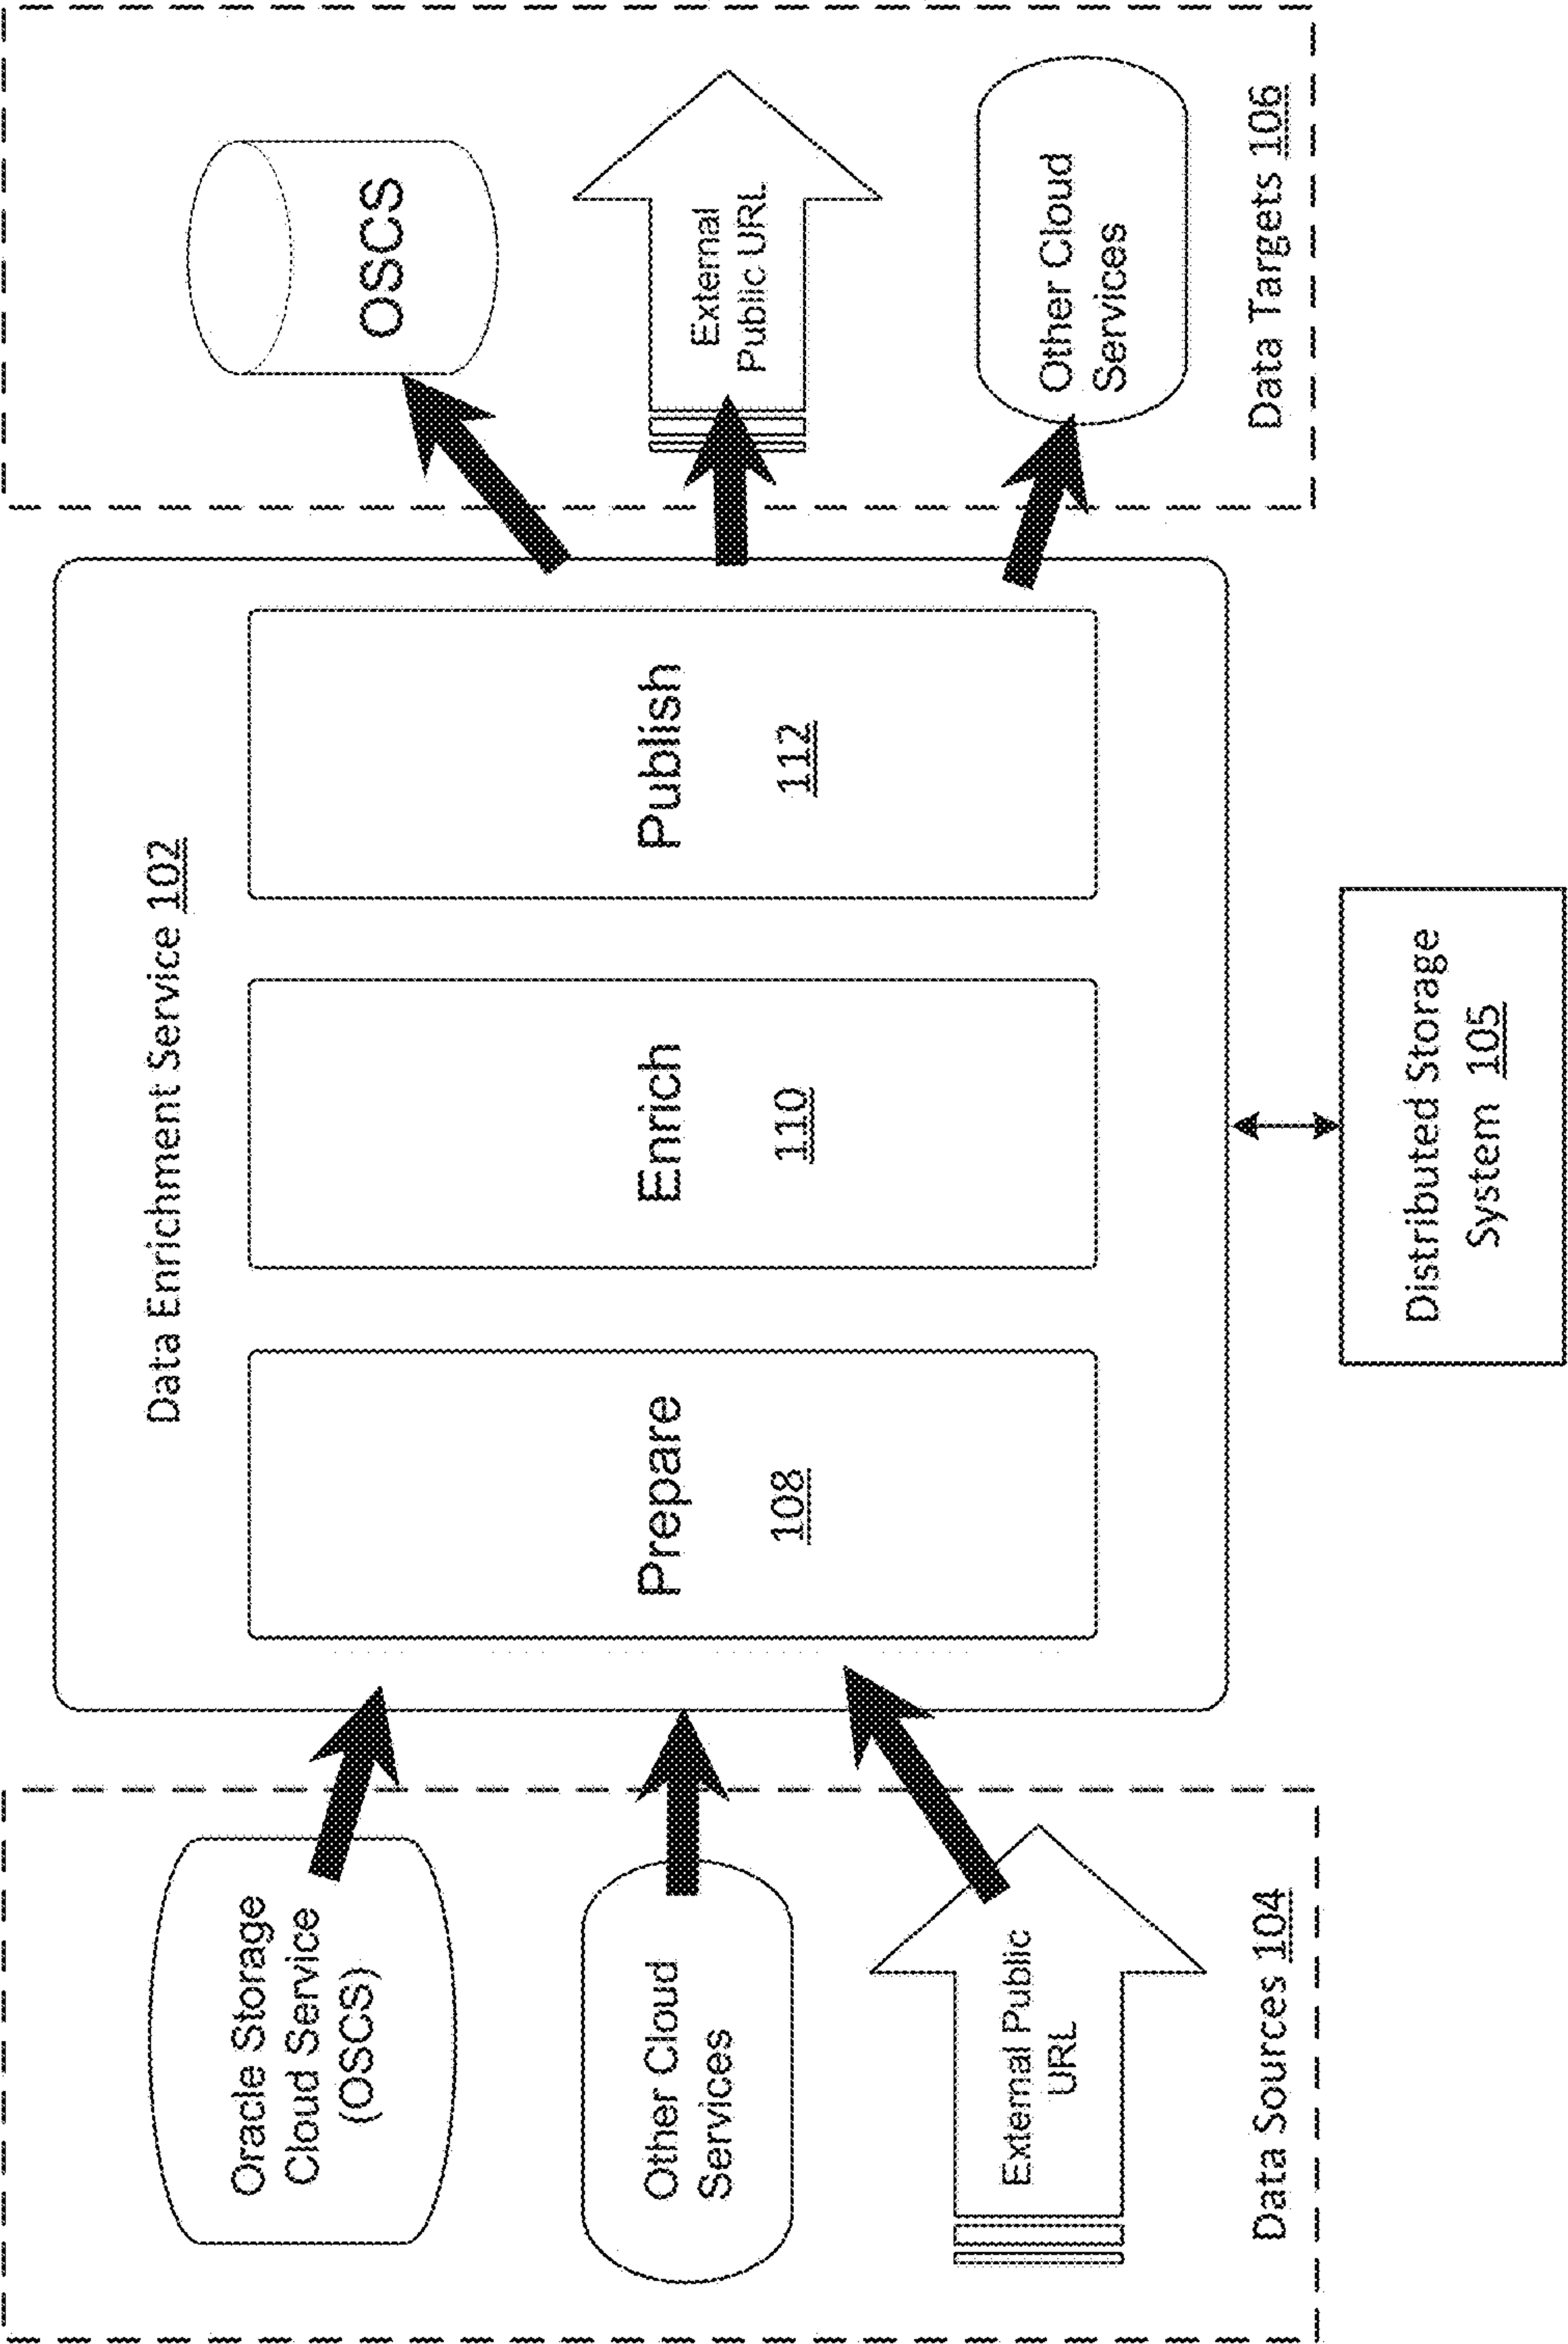 Data Enrichment Service 102
Oracle Storage
Cloud Service
(OSCS)
Other Cloud
Services
External Public
URL
Data Sources 104
Prepare
108
Enrich
110
Publish
112
OSCS
External
Public URL
Other Cloud
Services
Data Targets 106
Distributed Storage
System 105